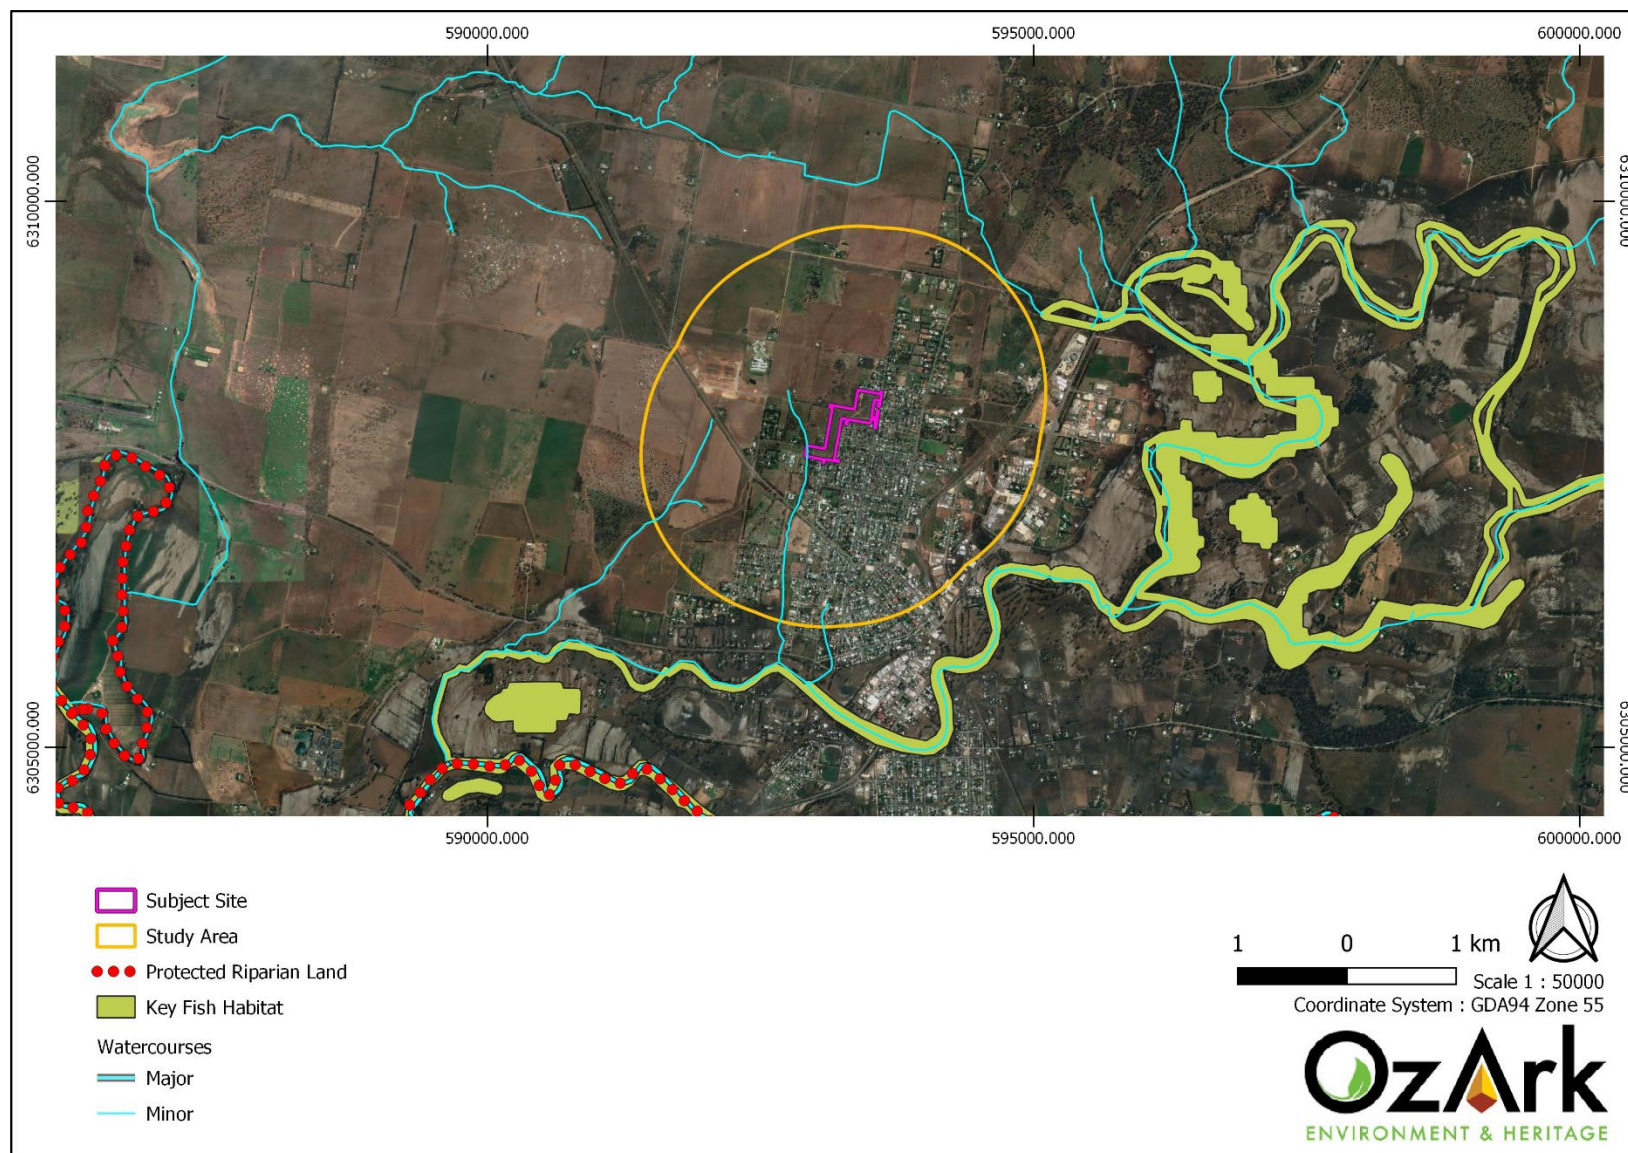 590000.000 595000.000 600000.000
6310000.000 6310000.000
6305000.000 6305000.000
590000.000 595000.000 600000.000
Subject Site
Study Area
Protected Riparian Land
Key Fish Habitat
Watercourses
Major
Minor
1 0 1 km
Scale 1 : 50000
Coordinate System : GDA94 Zone 55
OzArk
ENVIRONMENT & HERITAGE